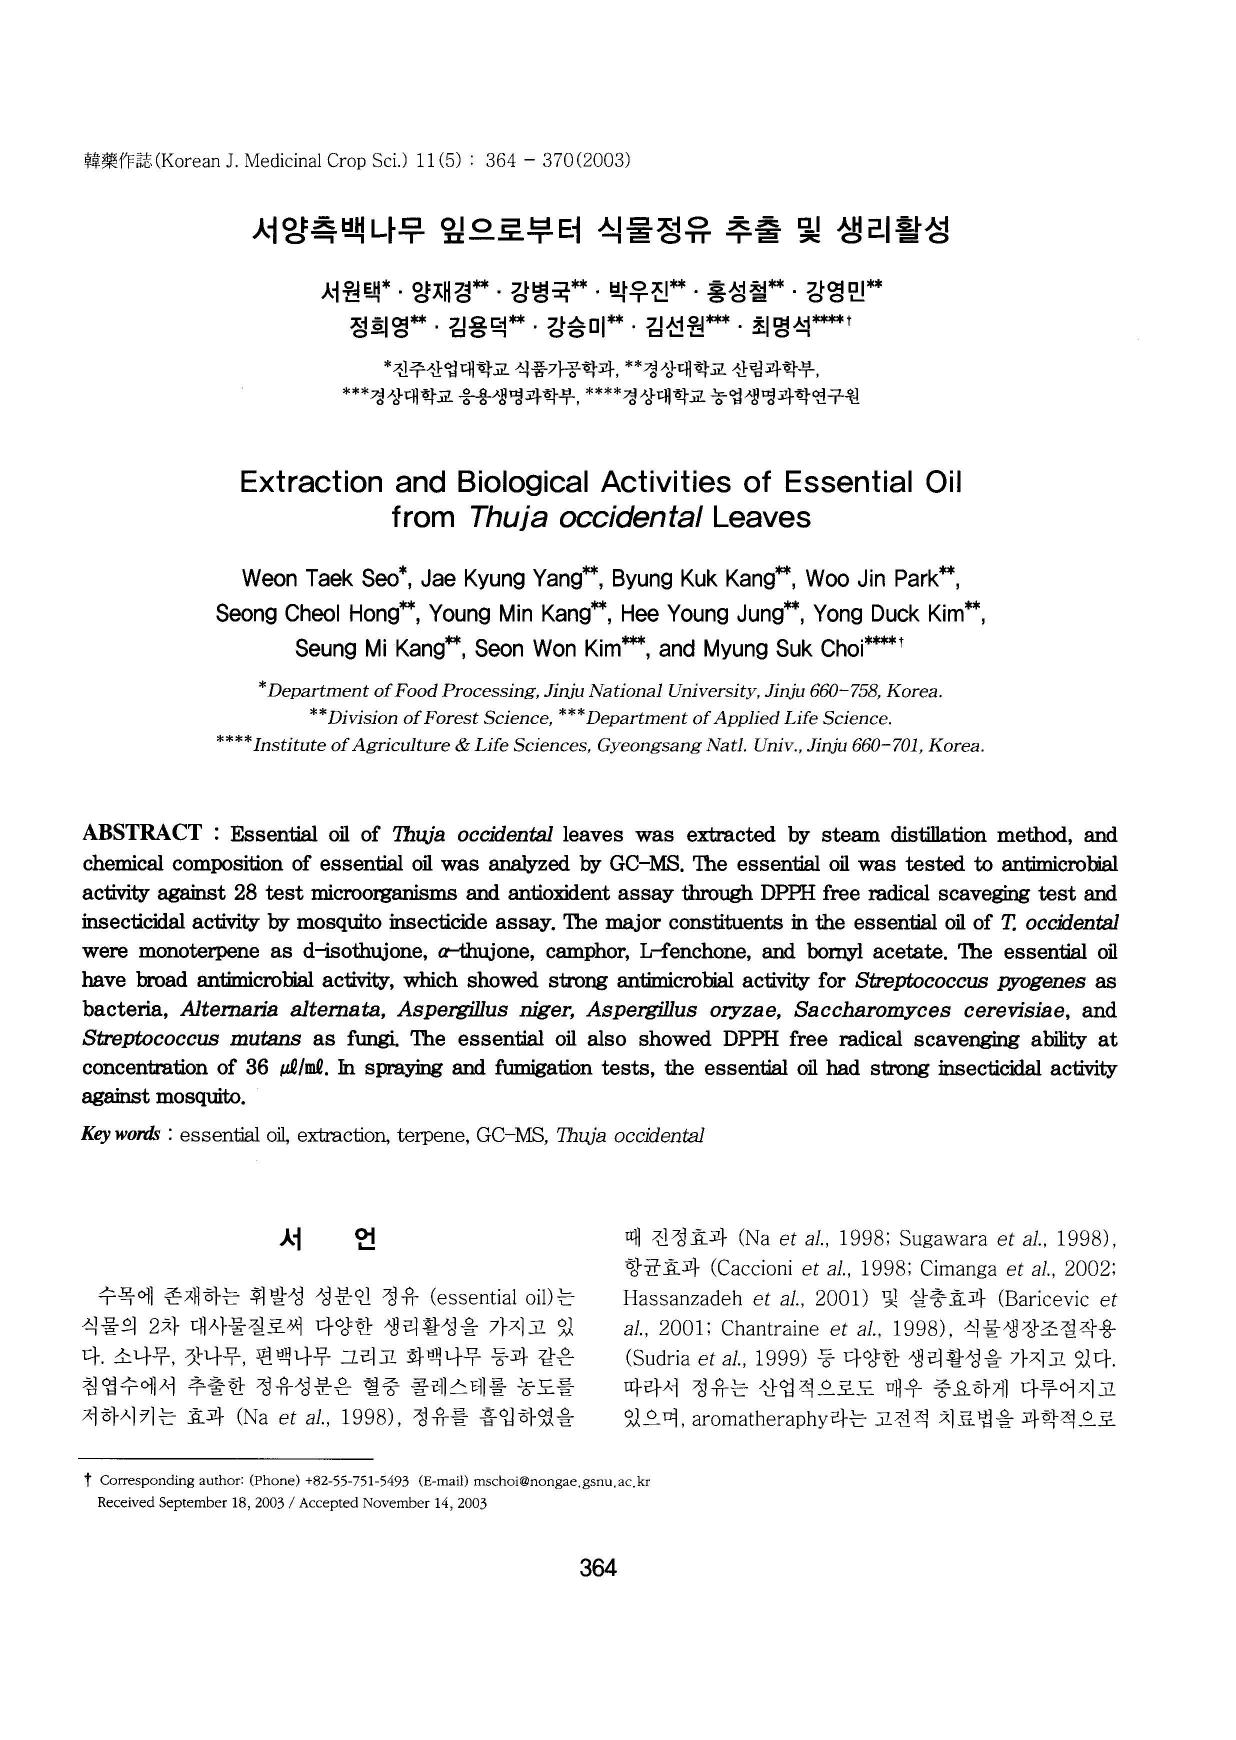 韓藥作誌(Korean J. Medicinal Crop Sci.) 11(5) : 364 - 370(2003)
서양측백나무 잎으로부터 식물정유 추출 및 생리활성
서원택* · 양재경** · 강병국** · 박우진** · 홍성철** · 강영민**
정희영** · 김용덕** · 강승미** · 김선원*** · 최명석****†
*진주산업대학교 식품가공학과, **경상대학교 산림과학부,
***경상대학교 응용생명과학부, ****경상대학교 농업생명과학연구원
Extraction and Biological Activities of Essential Oil
from Thuja occidental Leaves
Weon Taek Seo*, Jae Kyung Yang**, Byung Kuk Kang**, Woo Jin Park**,
Seong Cheol Hong**, Young Min Kang**, Hee Young Jung**, Yong Duck Kim**,
Seung Mi Kang**, Seon Won Kim***, and Myung Suk Choi****†
*Department of Food Processing, Jinju National University, Jinju 660-758, Korea.
**Division of Forest Science, ***Department of Applied Life Science.
****Institute of Agriculture & Life Sciences, Gyeongsang Natl. Univ., Jinju 660-701, Korea.
ABSTRACT : Essential oil of Thuja occidental leaves was extracted by steam distillation method, and
chemical composition of essential oil was analyzed by GC-MS. The essential oil was tested to antimicrobial
activity against 28 test microorganisms and antioxident assay through DPPH free radical scaveging test and
insecticidal activity by mosquito insecticide assay. The major constituents in the essential oil of T. occidental
were monoterpene as d-isothujone, α-thujone, camphor, L-fenchone, and bornyl acetate. The essential oil
have broad antimicrobial activity, which showed strong antimicrobial activity for Streptococcus pyogenes as
bacteria, Alternaria alternata, Aspergillus niger, Aspergillus oryzae, Saccharomyces cerevisiae, and
Streptococcus mutans as fungi. The essential oil also showed DPPH free radical scavenging ability at
concentration of 36 μℓ/mℓ. In spraying and fumigation tests, the essential oil had strong insecticidal activity
against mosquito.
Key words : essential oil, extraction, terpene, GC-MS, Thuja occidental
서 언
수목에 존재하는 휘발성 성분인 정유 (essential oil)는
식물의 2차 대사물질로써 다양한 생리활성을 가지고 있
다. 소나무, 잣나무, 편백나무 그리고 화백나무 등과 같은
침엽수에서 추출한 정유성분은 혈중 콜레스테롤 농도를
저하시키는 효과 (Na et al., 1998), 정유를 흡입하였을
때 진정효과 (Na et al., 1998; Sugawara et al., 1998),
항균효과 (Caccioni et al., 1998; Cimanga et al., 2002;
Hassanzadeh et al., 2001) 및 살충효과 (Baricevic et
al., 2001; Chantraine et al., 1998), 식물생장조절작용
(Sudria et al., 1999) 등 다양한 생리활성을 가지고 있다.
따라서 정유는 산업적으로도 매우 중요하게 다루어지고
있으며, aromatheraphy라는 고전적 치료법을 과학적으로
† Corresponding author: (Phone) +82-55-751-5493 (E-mail) mschoi@nongae.gsnu.ac.kr
Received September 18, 2003 / Accepted November 14, 2003
364